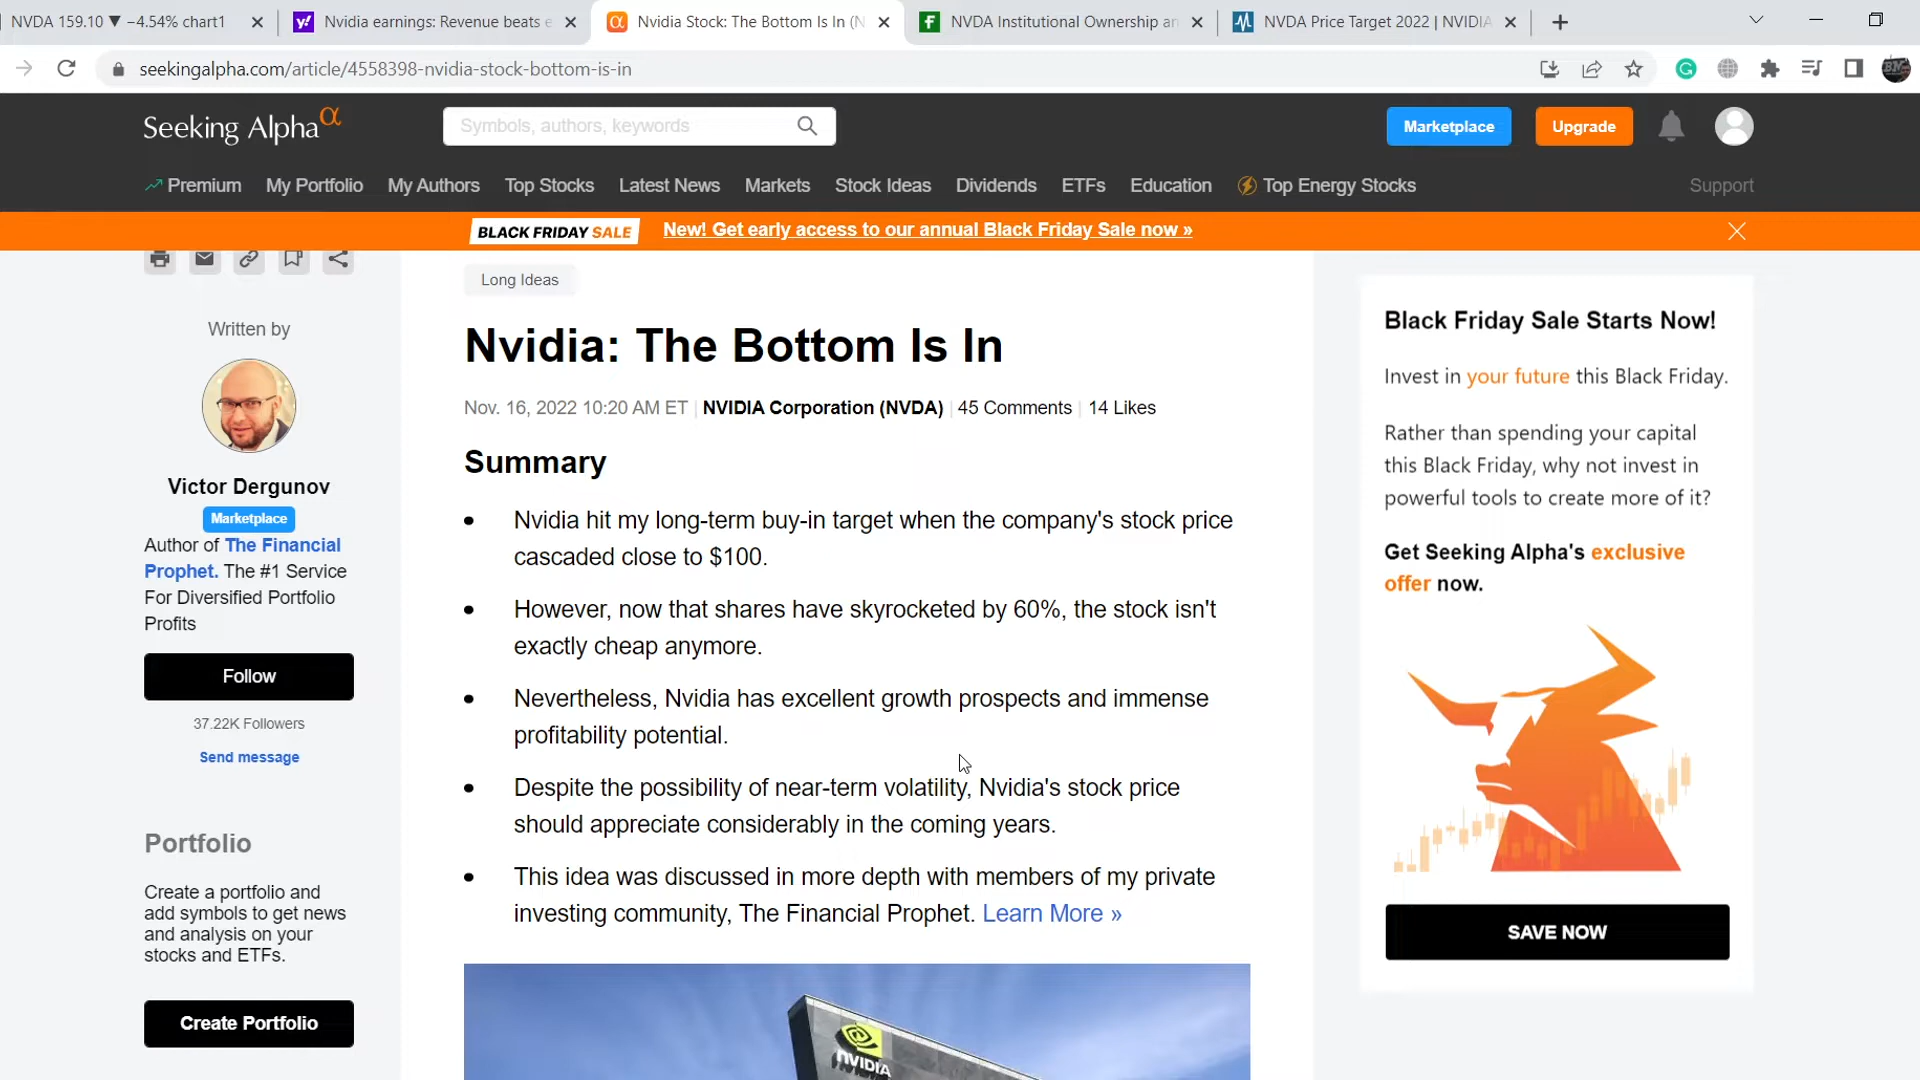 NVDA 159.10 ▼ −4.54% chart1
Nvidia earnings: Revenue beats e
Nvidia Stock: The Bottom Is In (N
NVDA Institutional Ownership an
NVDA Price Target 2022 | NVIDIA
seekingalpha.com/article/4558398-nvidia-stock-bottom-is-in
Seeking Alpha α
Symbols, authors, keywords
Marketplace
Upgrade
Premium
My Portfolio
My Authors
Top Stocks
Latest News
Markets
Stock Ideas
Dividends
ETFs
Education
Top Energy Stocks
Support
BLACK FRIDAY SALE
New! Get early access to our annual Black Friday Sale now »
Written by
Victor Dergunov
Marketplace
Author of The Financial
Prophet. The #1 Service
For Diversified Portfolio
Profits
Follow
37.22K Followers
Send message
Portfolio
Create a portfolio and
add symbols to get news
and analysis on your
stocks and ETFs.
Create Portfolio
Long Ideas
Nvidia: The Bottom Is In
Nov. 16, 2022 10:20 AM ET | NVIDIA Corporation (NVDA) | 45 Comments | 14 Likes
Summary
• Nvidia hit my long-term buy-in target when the company's stock price
cascaded close to $100.
• However, now that shares have skyrocketed by 60%, the stock isn't
exactly cheap anymore.
• Nevertheless, Nvidia has excellent growth prospects and immense
profitability potential.
• Despite the possibility of near-term volatility, Nvidia's stock price
should appreciate considerably in the coming years.
• This idea was discussed in more depth with members of my private
investing community, The Financial Prophet. Learn More »
NVIDIA
Black Friday Sale Starts Now!
Invest in your future this Black Friday.
Rather than spending your capital
this Black Friday, why not invest in
powerful tools to create more of it?
Get Seeking Alpha's exclusive
offer now.
SAVE NOW